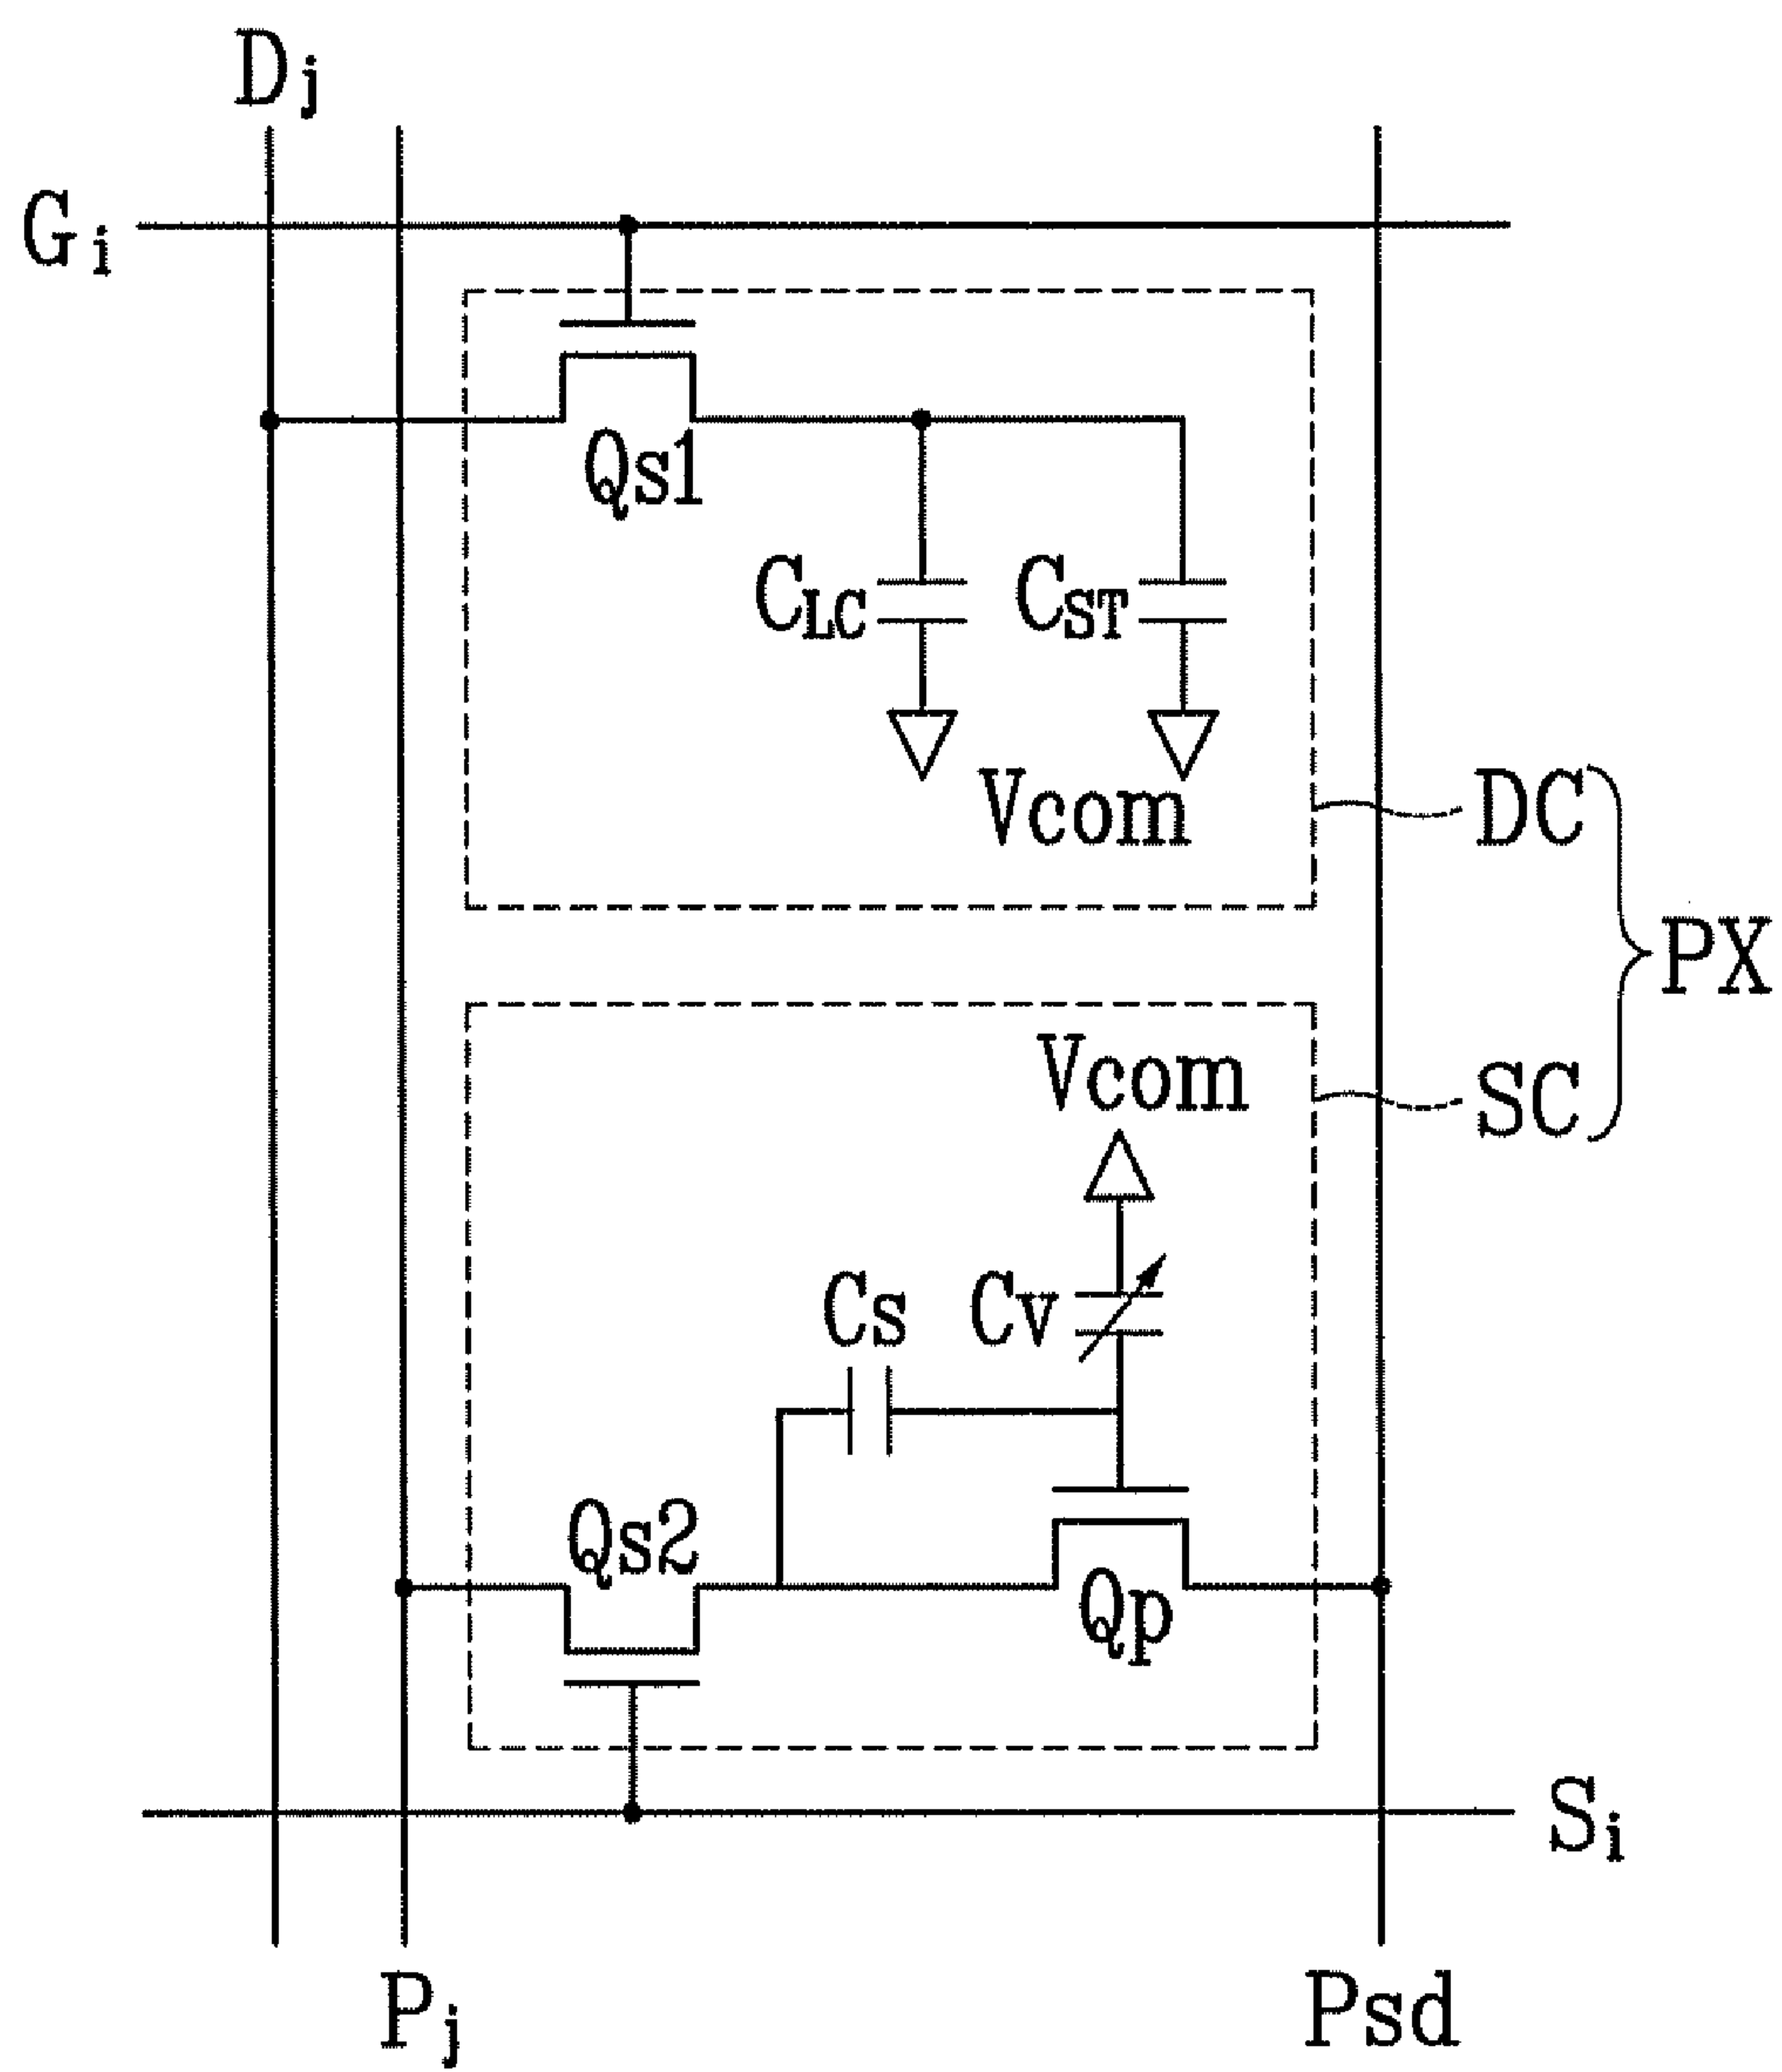 Dj
Gi
Qs1
CLC CST
Vcom
DC
PX
Vcom
SC
Cs Cv
Qs2
Qp
Si
Pj Psd